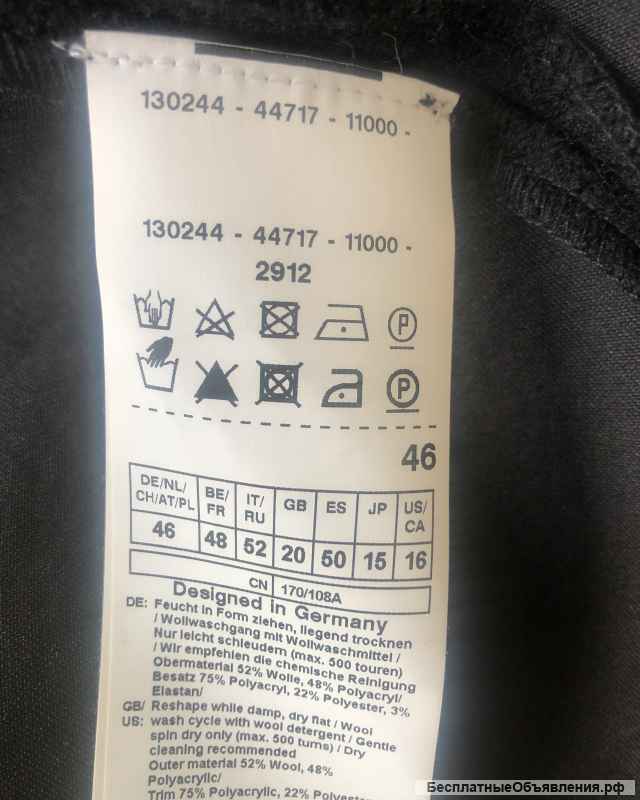 130244 - 44717 - 11000 -
130244 - 44717 - 11000 -
2912
P
P
46
DE/NL/ CH/AT/PL BE/ FR IT/ RU GB ES JP US/ CA
46 48 52 20 50 15 16
CN 170/108A
Designed in Germany
DE: Feucht in Form ziehen, liegend trocknen
/ Wollwaschgang mit Wollwaschmittel /
Nur leicht schleudern (max. 500 touren)
/ Wir empfehlen die chemische Reinigung
Obermaterial 52% Wolle, 48% Polyacryl/
Besatz 75% Polyacryl, 22% Polyester, 3%
Elastan/
GB/ Reshape while damp, dry flat / Wool
US: wash cycle with wool detergent / Gentle
spin dry only (max. 500 turns) / Dry
cleaning recommended
Outer material 52% Wool, 48%
Polyacrylic/
Trim 75% Polyacrylic, 22% Polyester
БесплатныеОбъявления.рф